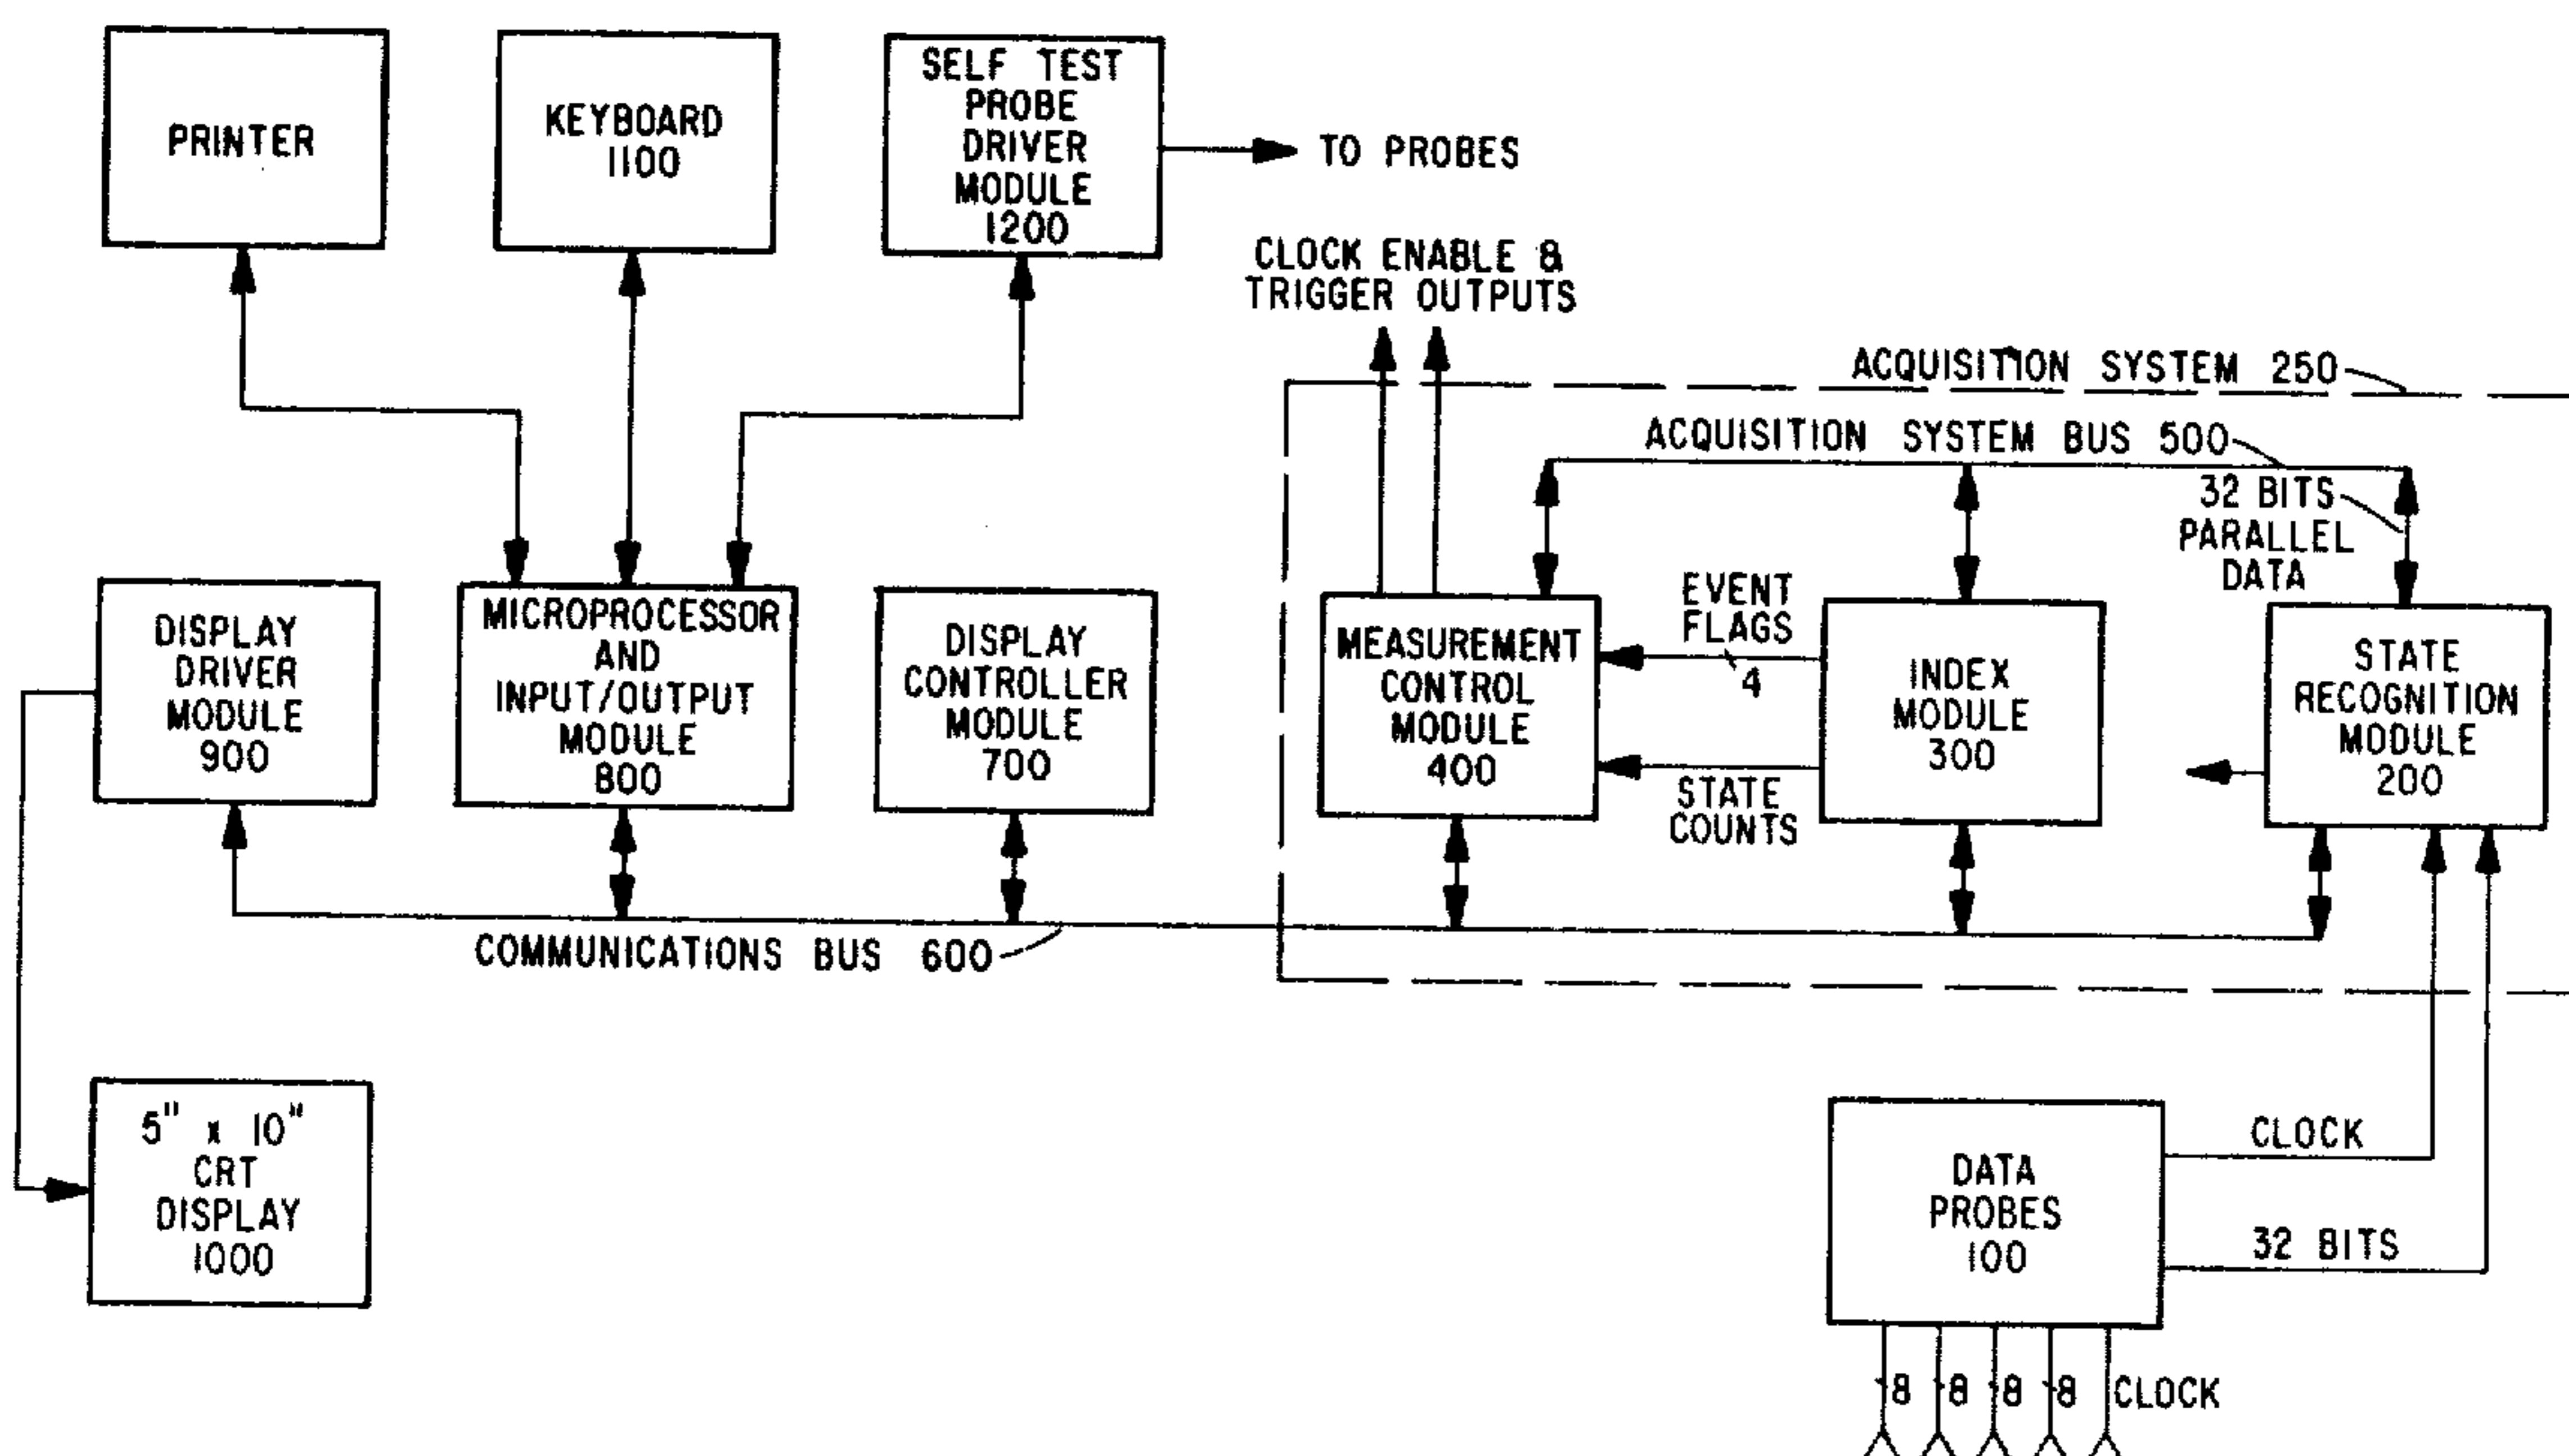 PRINTER
KEYBOARD
1100
SELF TEST
PROBE
DRIVER
MODULE
1200
TO PROBES
CLOCK ENABLE &
TRIGGER OUTPUTS
ACQUISITION SYSTEM 250
ACQUISITION SYSTEM BUS 500
32 BITS
PARALLEL
DATA
DISPLAY
DRIVER
MODULE
900
MICROPROCESSOR
AND
INPUT/OUTPUT
MODULE
800
DISPLAY
CONTROLLER
MODULE
700
MEASUREMENT
CONTROL
MODULE
400
EVENT
FLAGS
4
STATE
COUNTS
INDEX
MODULE
300
STATE
RECOGNITION
MODULE
200
COMMUNICATIONS BUS 600
5" x 10"
CRT
DISPLAY
1000
DATA
PROBES
100
CLOCK
32 BITS
8 8 8 8 CLOCK